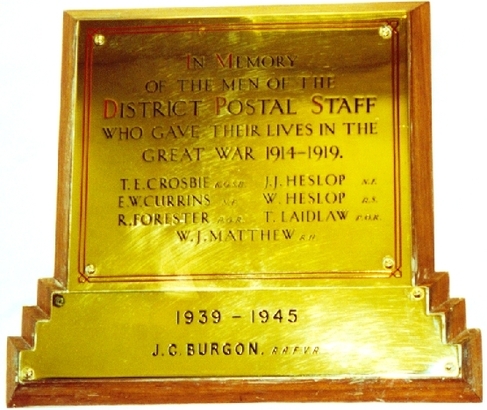 IN MEMORY
OF THE MEN OF THE
DISTRICT POSTAL STAFF
WHO GAVE THEIR LIVES IN THE
GREAT WAR 1914–1919.
T.E. CROSBIE J.J. HESLOP N.F.
E.W. CURRINS W. HESLOP
R. FORESTER T. LAIDLAW
W.J. MATTHEW
1939 – 1945
J.C. BURGON. R.A.F.V.R.